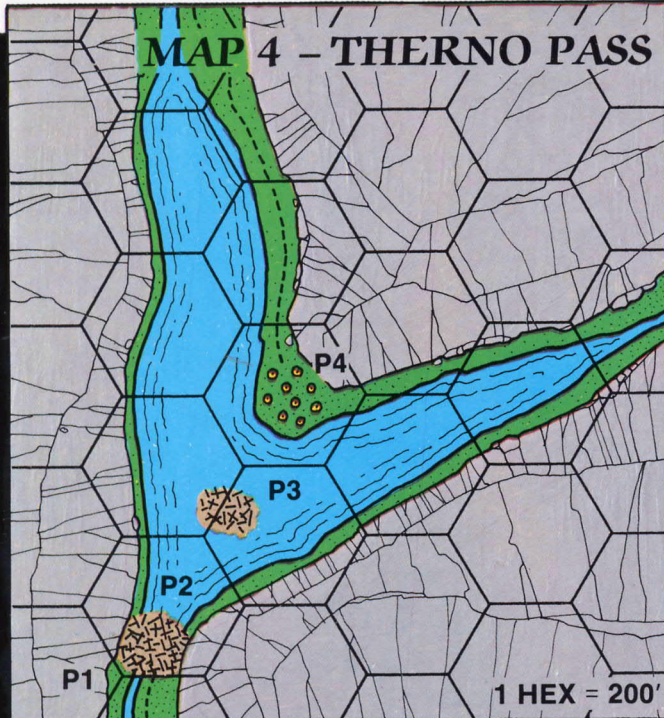 MAP 4 – THERNO PASS
P4
P3
P2
P1
1 HEX = 200'